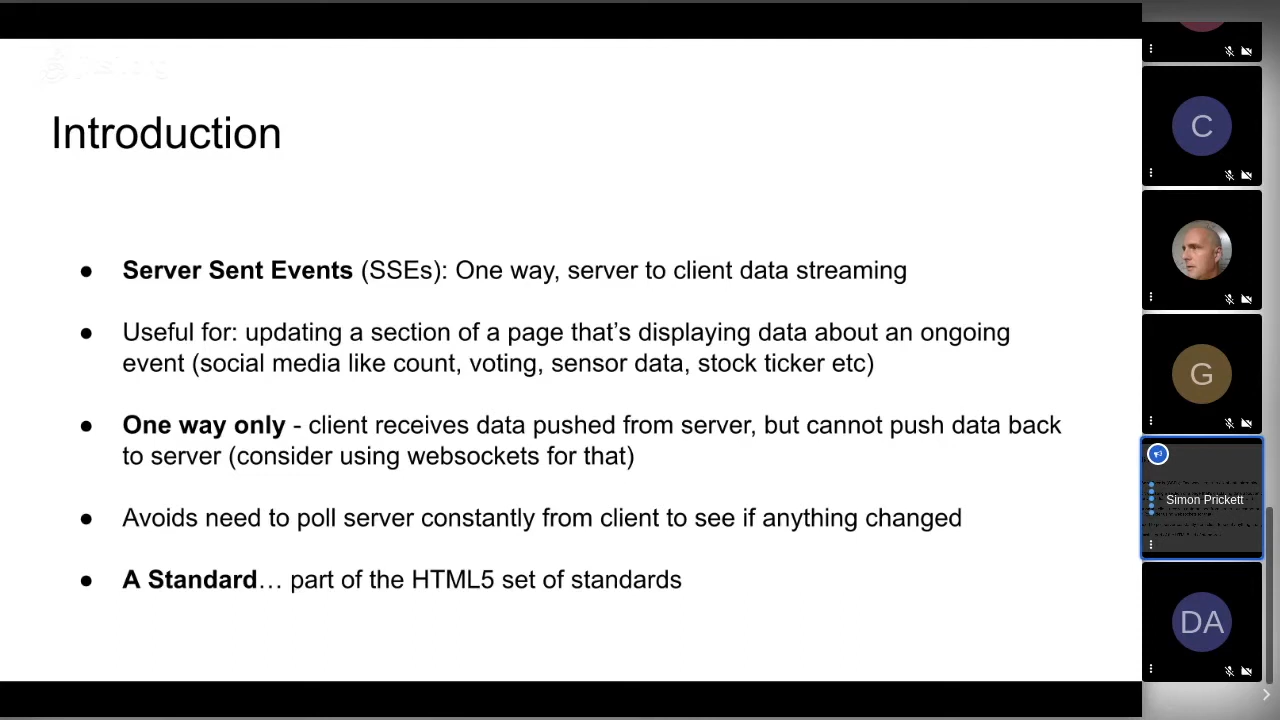 Introduction
● Server Sent Events (SSEs): One way, server to client data streaming
● Useful for: updating a section of a page that’s displaying data about an ongoing
event (social media like count, voting, sensor data, stock ticker etc)
● One way only - client receives data pushed from server, but cannot push data back
to server (consider using websockets for that)
● Avoids need to poll server constantly from client to see if anything changed
● A Standard… part of the HTML5 set of standards
C
G
Simon Prickett
DA